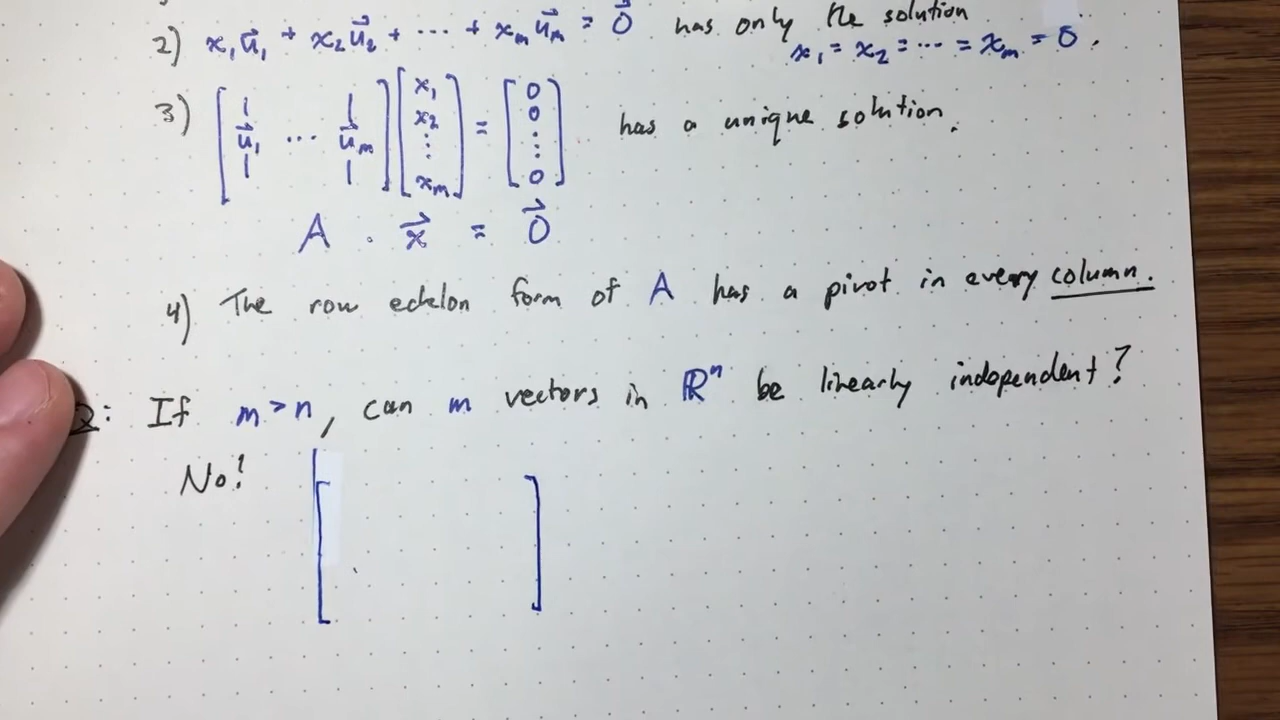 2) x₁u⃗₁ + x₂u⃗₂ + ⋯ + xₘu⃗ₘ = 0⃗ has only the solution
x₁ = x₂ = ⋯ = xₘ = 0.
3) [u⃗₁ ⋯ u⃗ₘ] [x₁ x₂ ⋮ xₘ] = [0 0 ⋮ 0] has a unique solution.
A · x⃗ = 0⃗
4) The row echelon form of A has a pivot in every column.
Q: If m > n, can m vectors in ℝⁿ be linearly independent?
No!